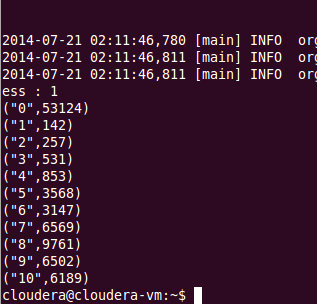 2014-07-21 02:11:46,780 [main] INFO org
2014-07-21 02:11:46,811 [main] INFO org
2014-07-21 02:11:46,811 [main] INFO org
ess : 1
("0",53124)
("1",142)
("2",257)
("3",531)
("4",853)
("5",3568)
("6",3147)
("7",6569)
("8",9761)
("9",6502)
("10",6189)
cloudera@cloudera-vm:~$